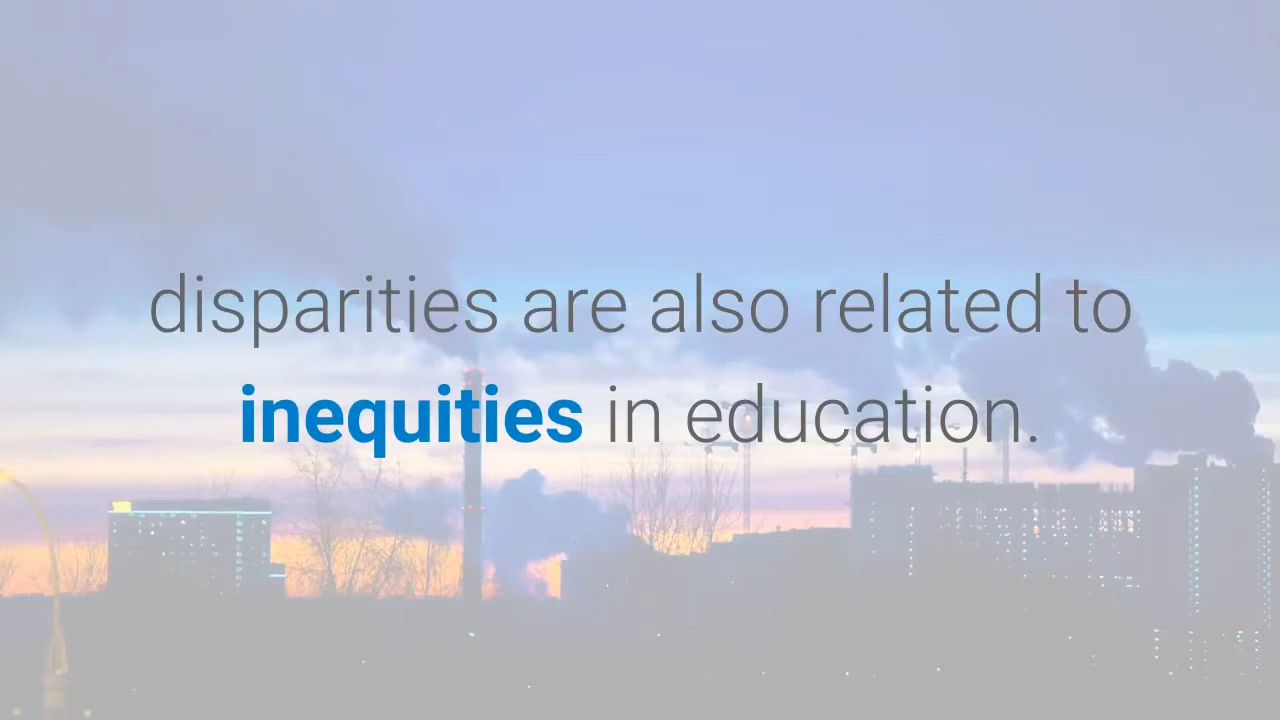 disparities are also related to
inequities in education.